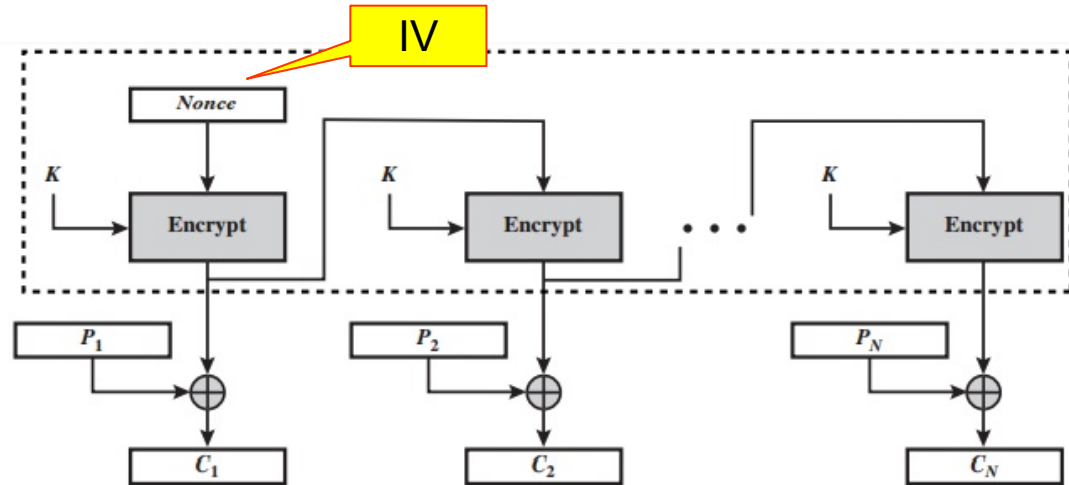 IV
Nonce
K
K
K
Encrypt
Encrypt
Encrypt
P1
P2
PN
C1
C2
CN